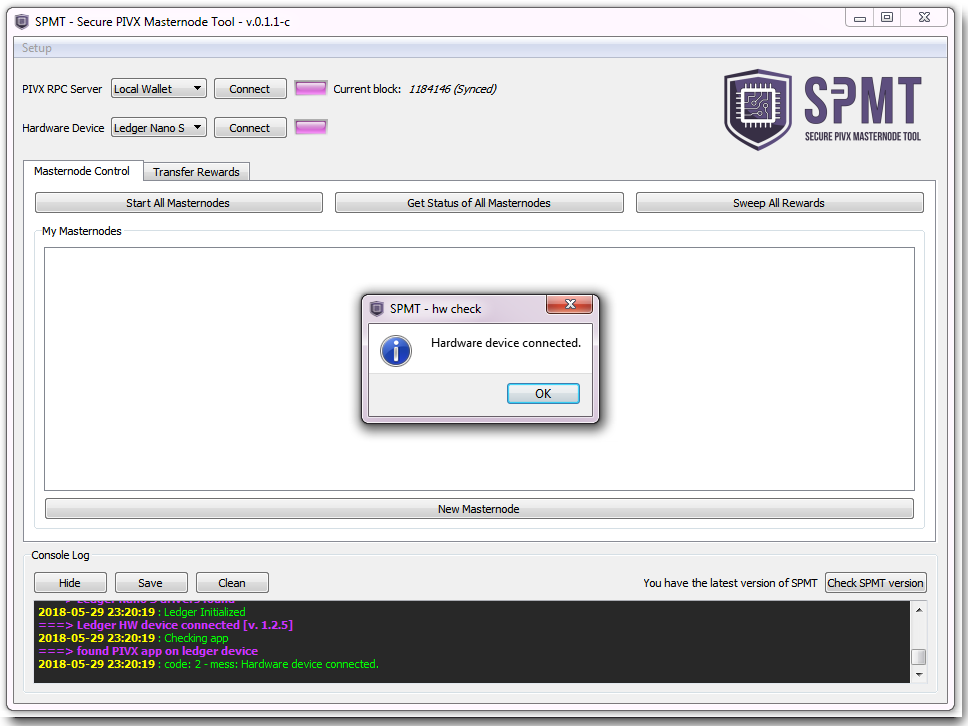 SPMT - Secure PIVX Masternode Tool - v.0.1.1-c
Setup
PIVX RPC Server Local Wallet Connect Current block: 1184146 (Synced)
Hardware Device Ledger Nano S Connect
SPMT
SECURE PIVX MASTERNODE TOOL
Masternode Control Transfer Rewards
Start All Masternodes Get Status of All Masternodes Sweep All Rewards
My Masternodes
SPMT - hw check
Hardware device connected.
OK
New Masternode
Console Log
Hide Save Clean You have the latest version of SPMT Check SPMT version
===> Ledger Nano S drivers found
2018-05-29 23:20:19 : Ledger Initialized
===> Ledger HW device connected [v. 1.2.5]
2018-05-29 23:20:19 : Checking app
===> found PIVX app on ledger device
2018-05-29 23:20:19 : code: 2 - mess: Hardware device connected.